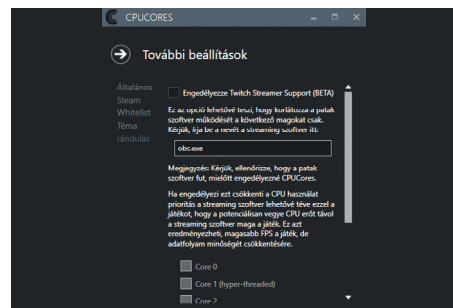 CPUCORES
További beállítások
Általános
Steam
Whitelist
Téma
rándulás
Engedélyezze Twitch Streamer Support (BETA)
Ez az opció lehetővé teszi, hogy korlátozza a patak
szoftver működését a következő magokat csak.
Kérjük, írja be a nevét a streaming szoftver itt:
obs.exe
Megjegyzés: Kérjük, ellenőrizze, hogy a patak
szoftver fut, mielőtt engedélyezné CPUCores.
Ha engedélyezi ezt csökkenti a CPU használat
prioritás a streaming szoftver lehetővé téve ezzel a
játékot, hogy a potenciálisan vegye CPU erőt távol
a streaming szoftver maga a játék. Ez azt
eredményezheti, magasabb FPS a játék, de
adatfolyam minőségét csökkentésére.
Core 0
Core 1 (hyper-threaded)
Core 2